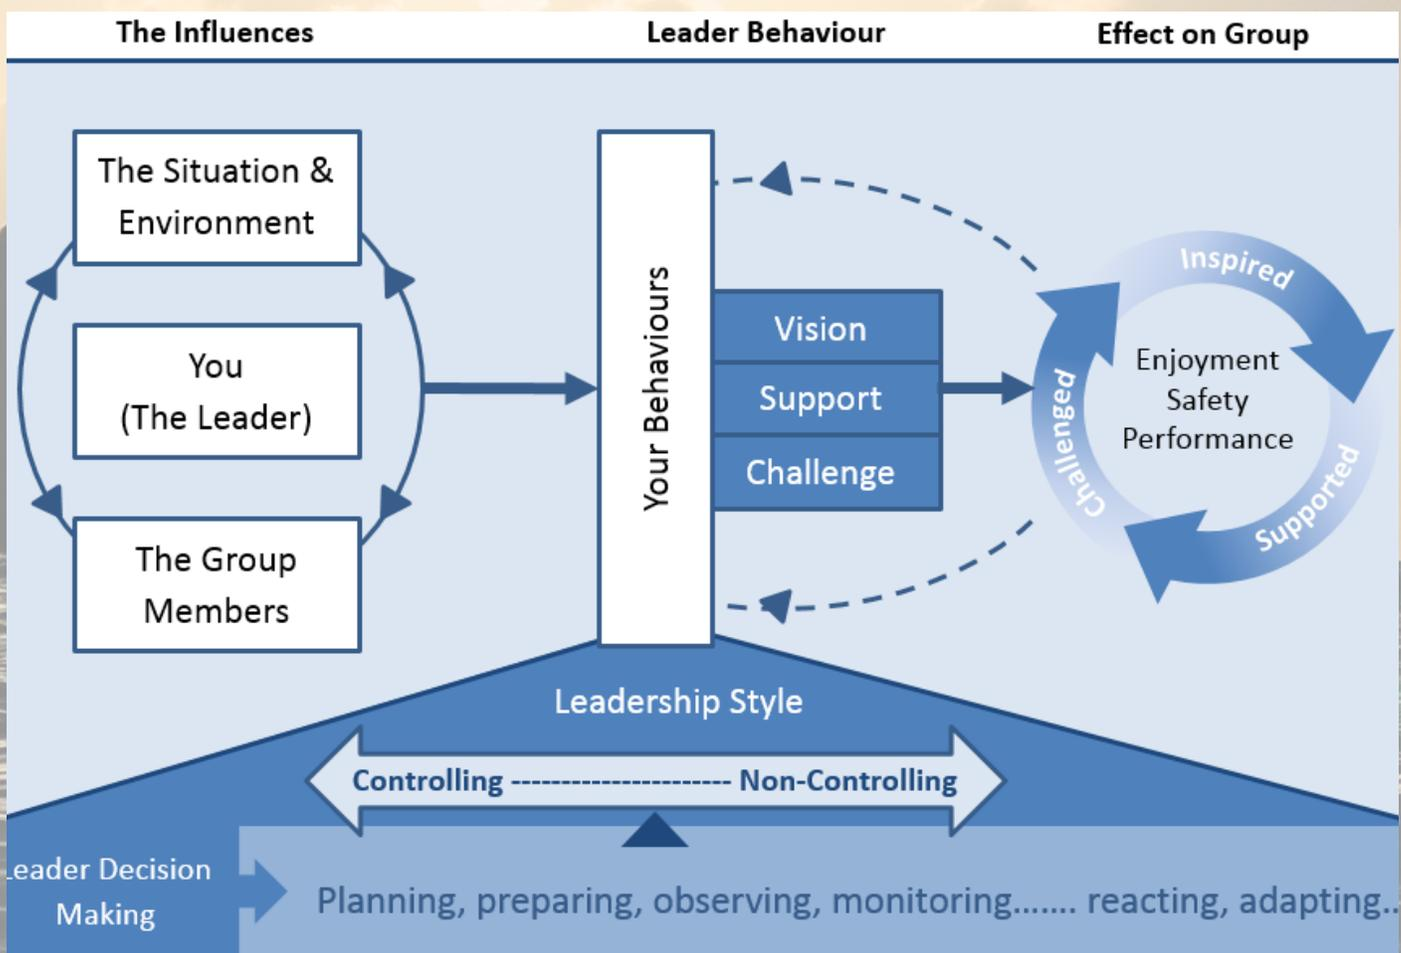 The Influences
Leader Behaviour
Effect on Group
The Situation &
Environment
You
(The Leader)
The Group
Members
Your Behaviours
Vision
Support
Challenge
Inspired
Supported
Challenged
Enjoyment
Safety
Performance
Leadership Style
Controlling ---------------------- Non-Controlling
Leader Decision
Making
Planning, preparing, observing, monitoring....... reacting, adapting..